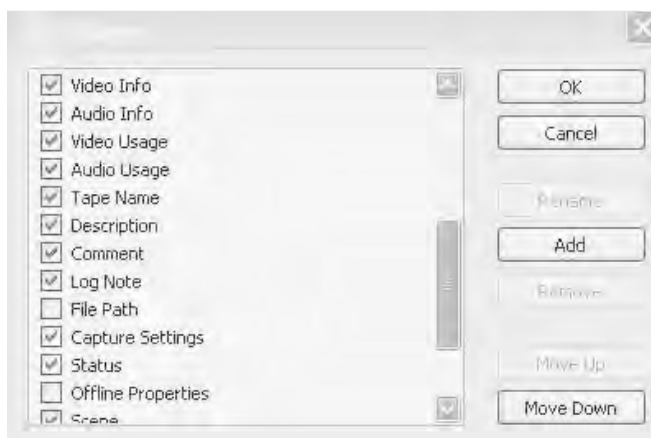 Video Info
Audio Info
Video Usage
Audio Usage
Tape Name
Description
Comment
Log Note
File Path
Capture Settings
Status
Offline Properties
Scene
OK
Cancel
Rename
Add
Remove
Move Up
Move Down